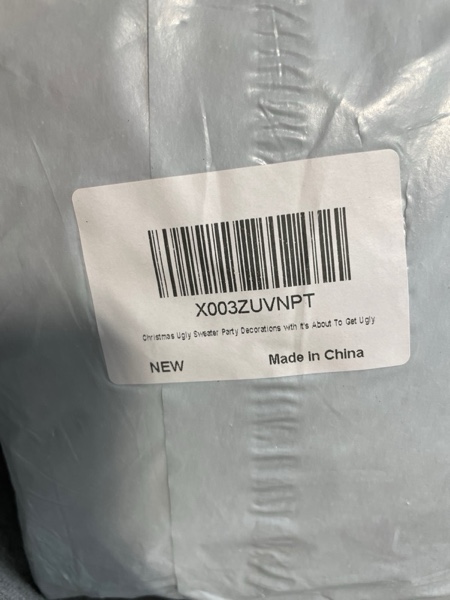 X003ZUVNPT
Christmas Ugly Sweater Party Decorations with It's About To Get Ugly
NEW
Made In China